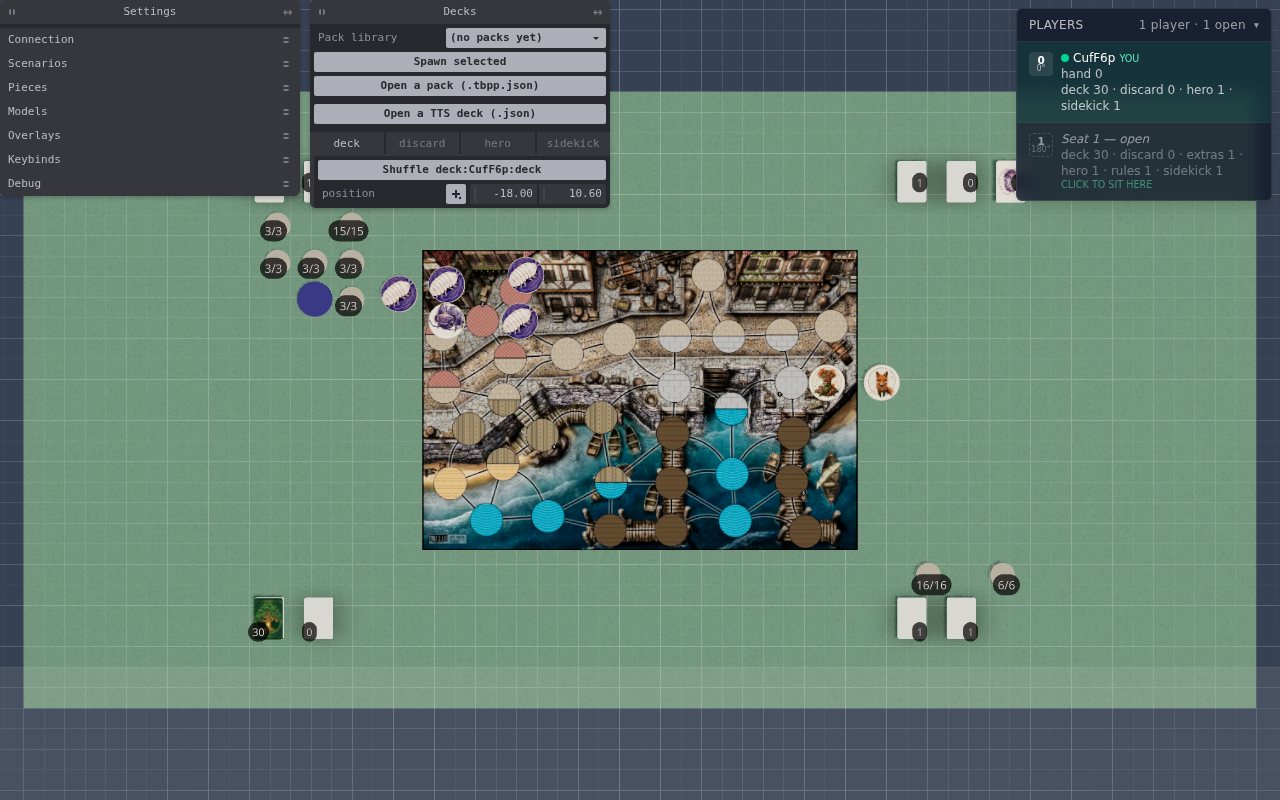 Settings
Connection
Scenarios
Pieces
Models
Overlays
Keybinds
Debug
Decks
Pack library
(no packs yet)
Spawn selected
Open a pack (.tbpp.json)
Open a TTS deck (.json)
deck
discard
hero
sidekick
Shuffle deck:CufF6p:deck
position
-18.00
10.60
PLAYERS
1 player · 1 open
0
0°
CufF6p YOU
hand 0
deck 30 · discard 0 · hero 1 ·
sidekick 1
1
180°
Seat 1 — open
deck 30 · discard 0 · extras 1 ·
hero 1 · rules 1 · sidekick 1
CLICK TO SIT HERE
1
0
3/3
15/15
3/3
3/3
3/3
3/3
16/16
6/6
30
0
1
1